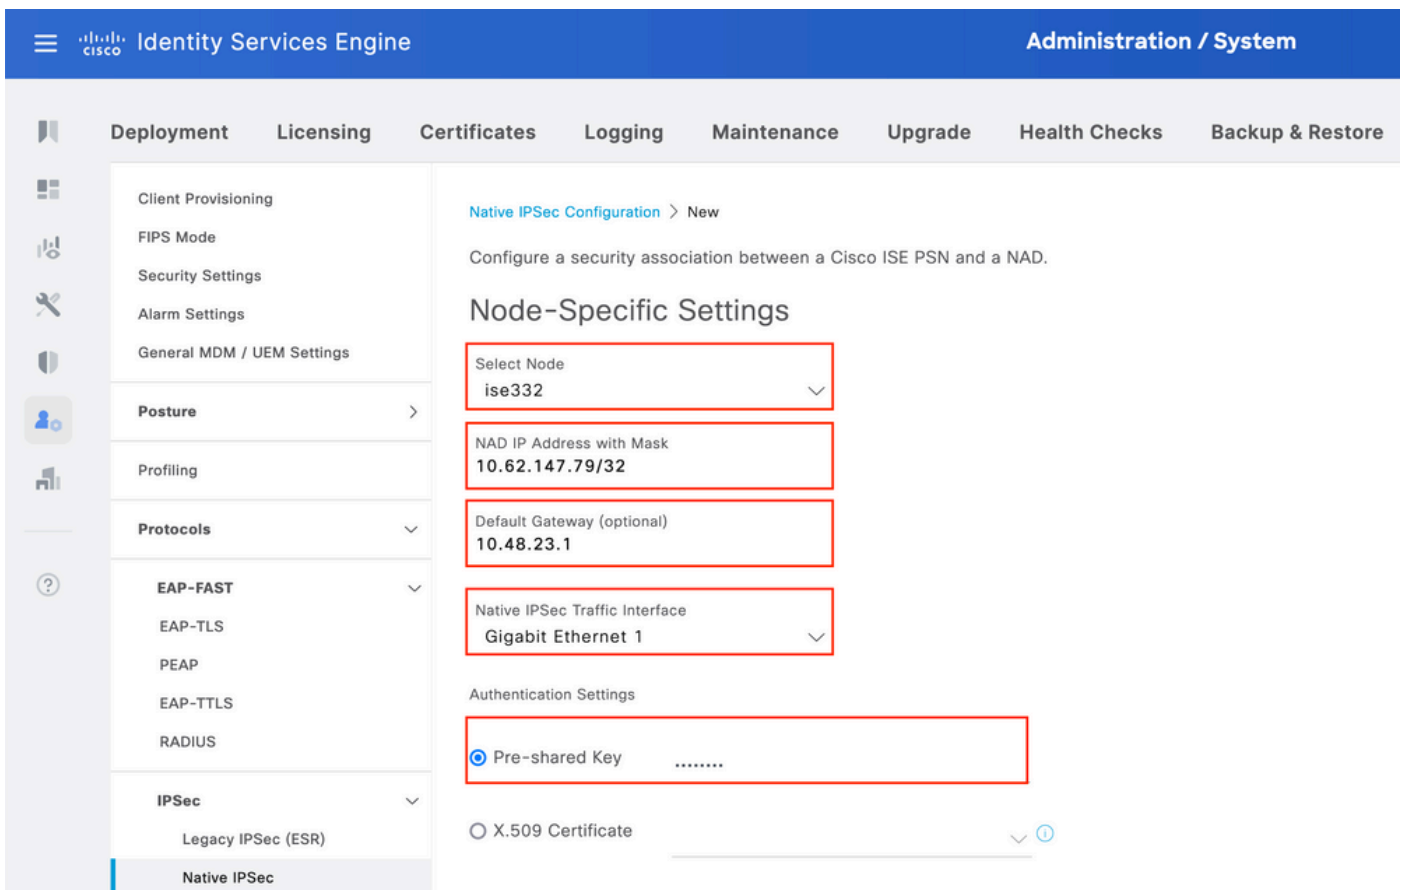 cisco Identity Services Engine
Administration / System
Deployment Licensing Certificates Logging Maintenance Upgrade Health Checks Backup & Restore
Client Provisioning
FIPS Mode
Security Settings
Alarm Settings
General MDM / UEM Settings
Posture
Profiling
Protocols
EAP-FAST
EAP-TLS
PEAP
EAP-TTLS
RADIUS
IPSec
Legacy IPSec (ESR)
Native IPSec
Native IPSec Configuration > New
Configure a security association between a Cisco ISE PSN and a NAD.
Node-Specific Settings
Select Node
ise332
NAD IP Address with Mask
10.62.147.79/32
Default Gateway (optional)
10.48.23.1
Native IPSec Traffic Interface
Gigabit Ethernet 1
Authentication Settings
Pre-shared Key ........
X.509 Certificate